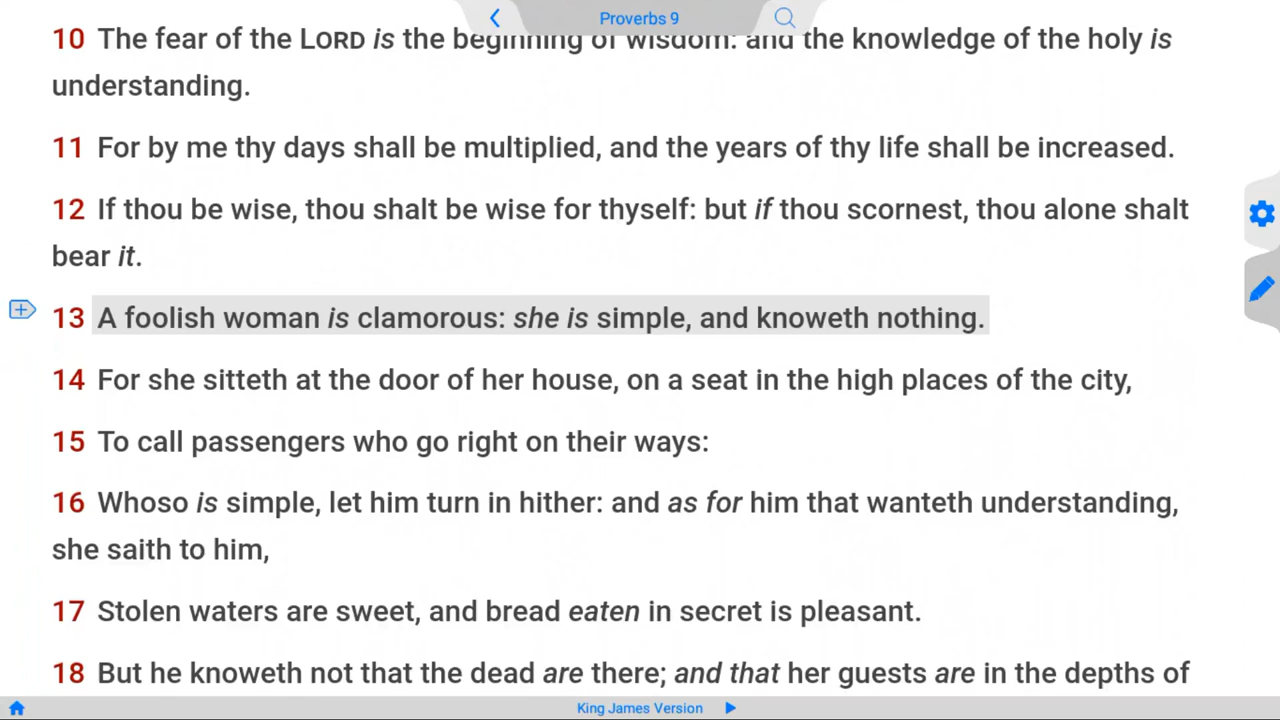 Proverbs 9
10 The fear of the LORD is the beginning of wisdom: and the knowledge of the holy is
understanding.
11 For by me thy days shall be multiplied, and the years of thy life shall be increased.
12 If thou be wise, thou shalt be wise for thyself: but if thou scornest, thou alone shalt
bear it.
13 A foolish woman is clamorous: she is simple, and knoweth nothing.
14 For she sitteth at the door of her house, on a seat in the high places of the city,
15 To call passengers who go right on their ways:
16 Whoso is simple, let him turn in hither: and as for him that wanteth understanding,
she saith to him,
17 Stolen waters are sweet, and bread eaten in secret is pleasant.
18 But he knoweth not that the dead are there; and that her guests are in the depths of
King James Version